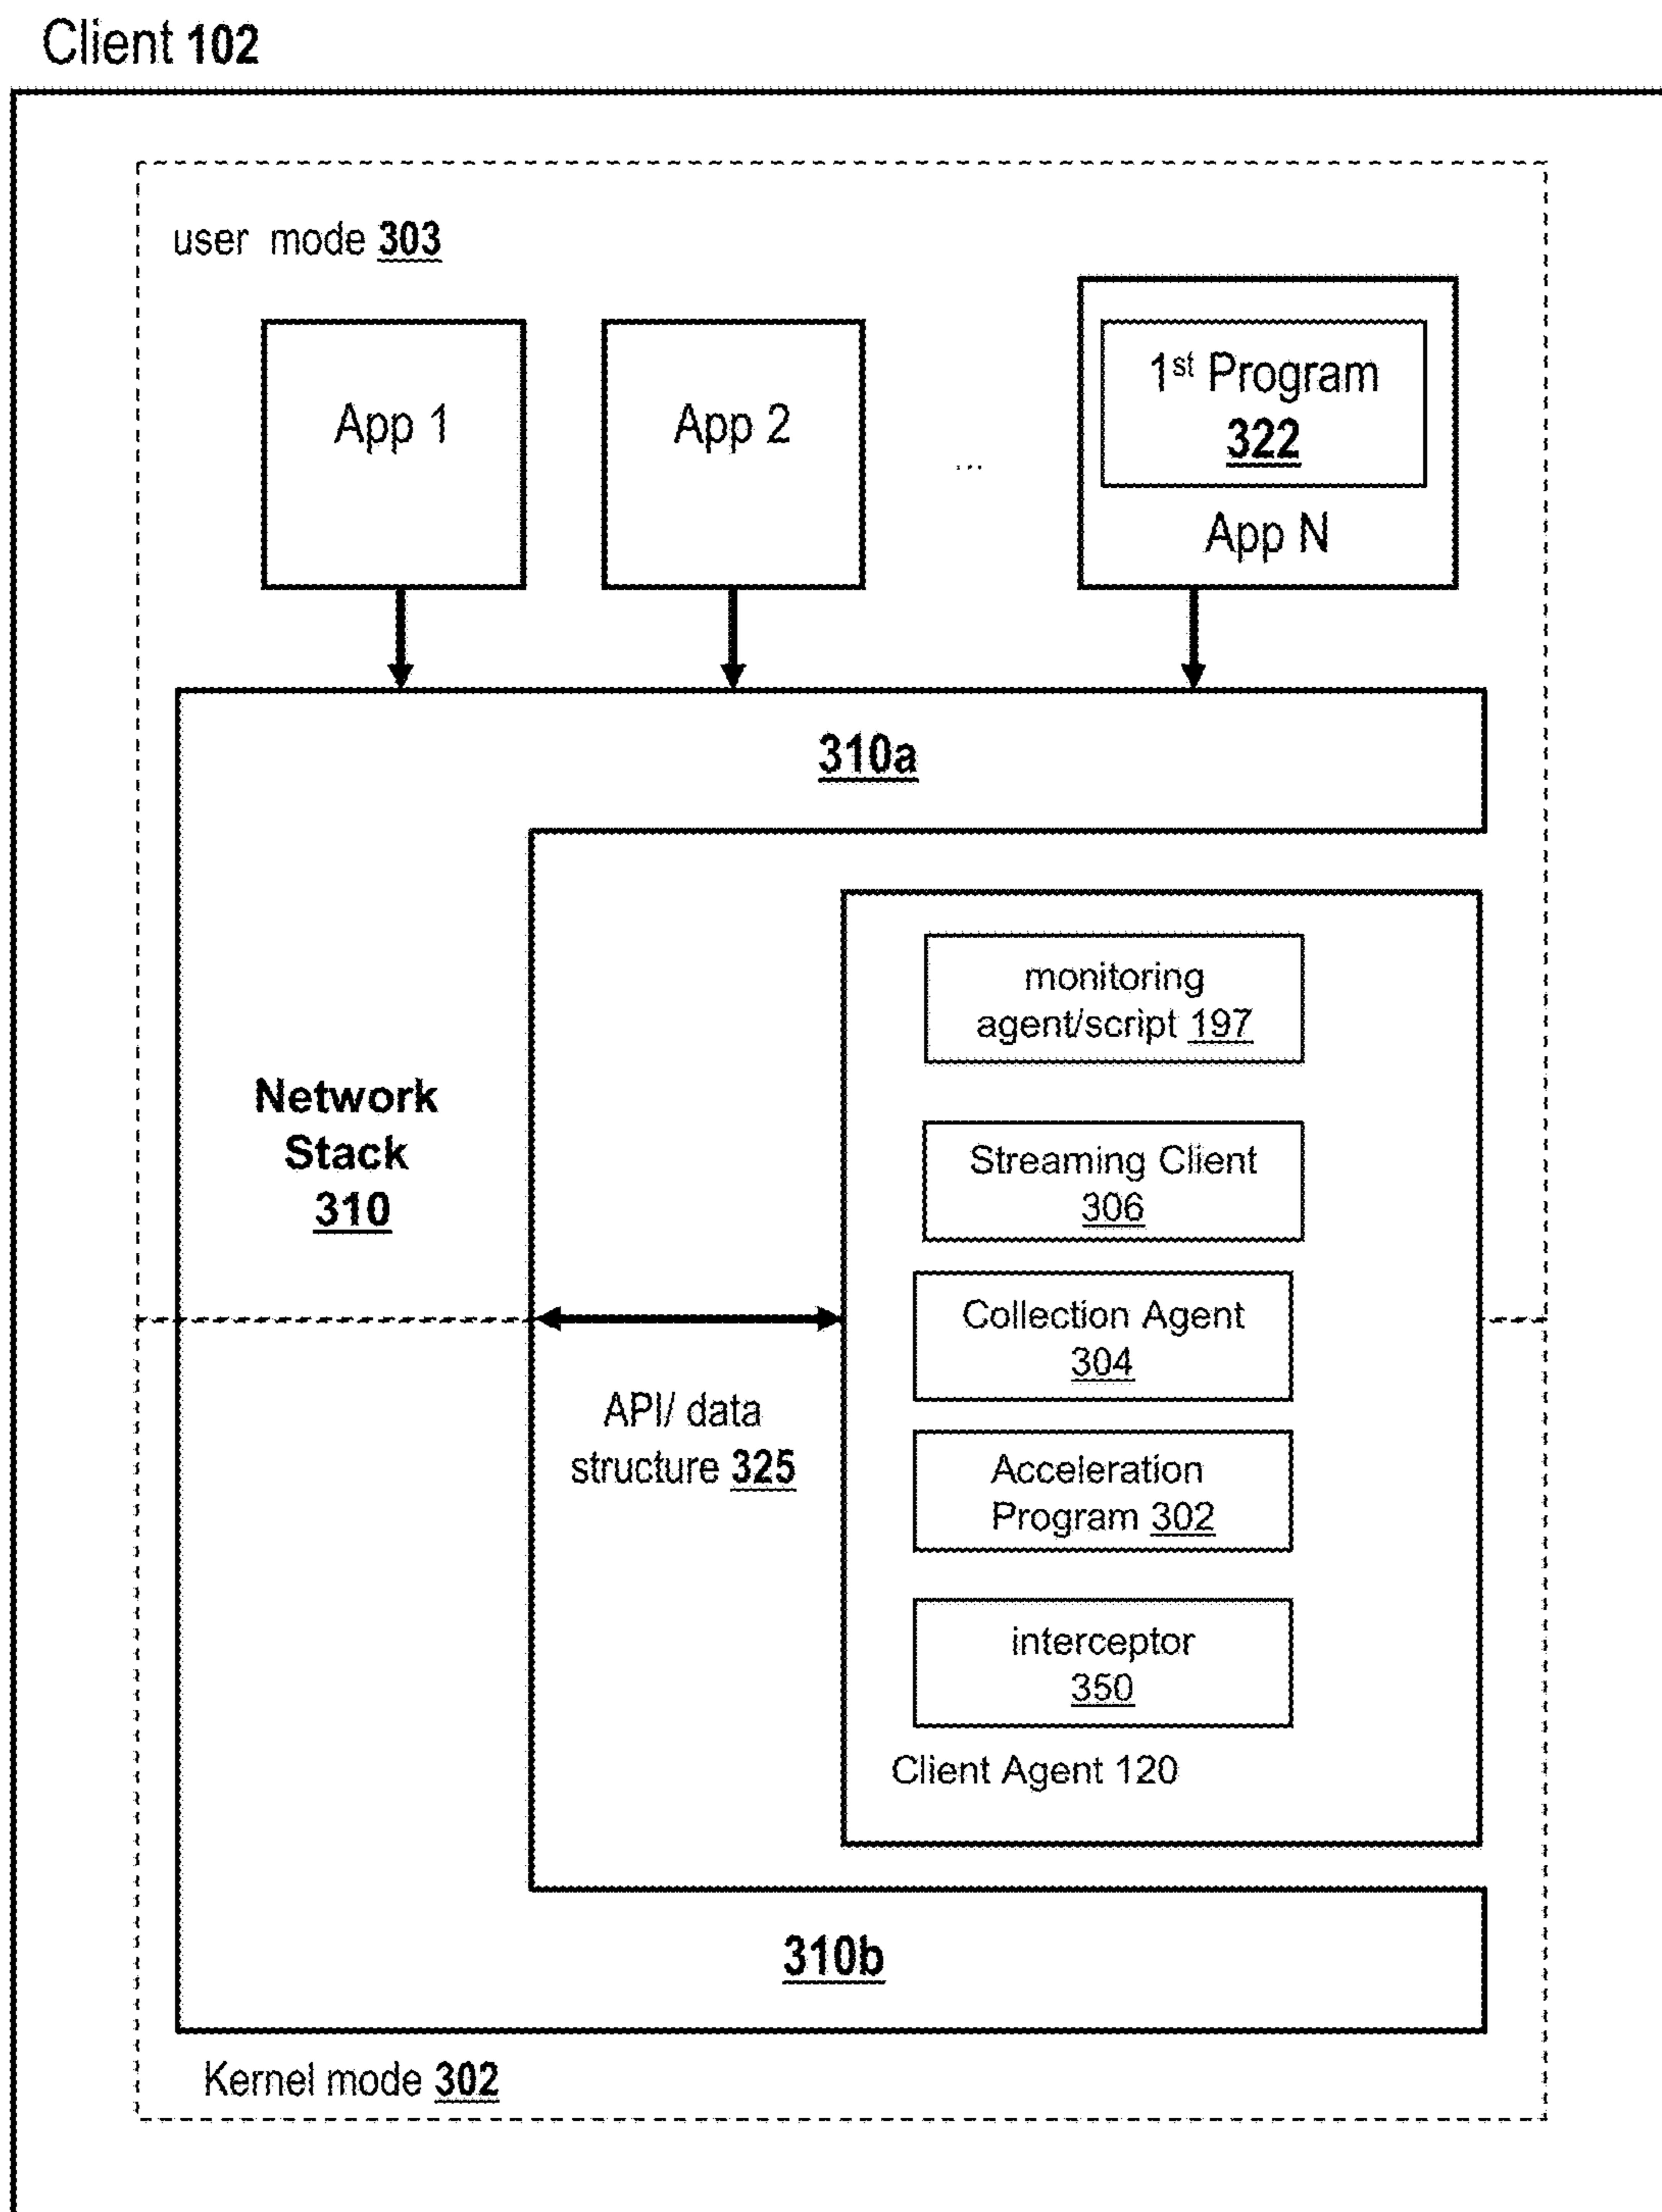 Client 102
user mode 303
App 1
App 2
...
1st Program
322
App N
310a
Network
Stack
310
API/ data
structure 325
monitoring
agent/script 197
Streaming Client
306
Collection Agent
304
Acceleration
Program 302
interceptor
350
Client Agent 120
310b
Kernel mode 302